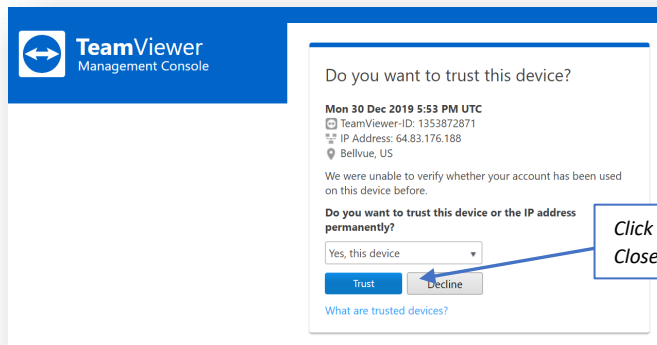 TeamViewer
Management Console
Do you want to trust this device?
Mon 30 Dec 2019 5:53 PM UTC
TeamViewer-ID: 1353872871
IP Address: 64.83.176.188
Bellvue, US
We were unable to verify whether your account has been used
on this device before.
Do you want to trust this device or the IP address
permanently?
Click
Close
Yes, this device
Trust
Decline
What are trusted devices?